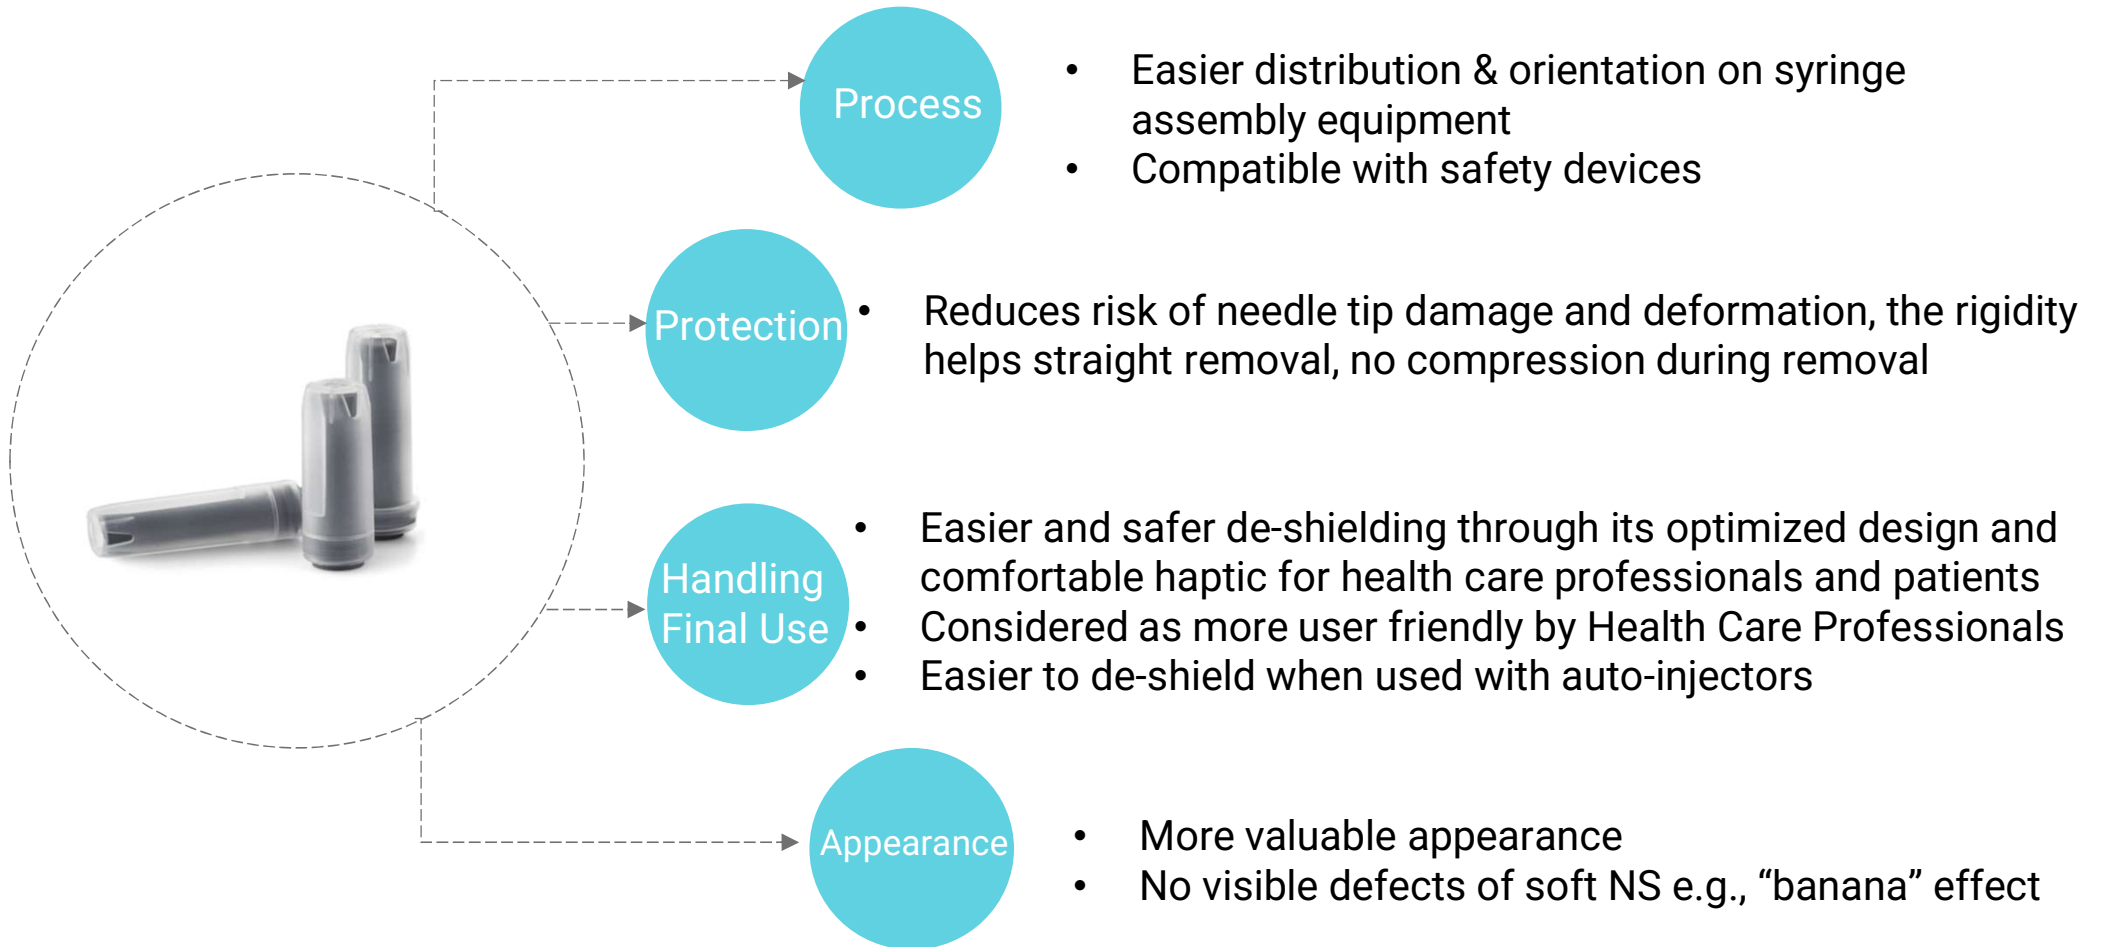 Process
• Easier distribution & orientation on syringe
assembly equipment
• Compatible with safety devices
Protection
• Reduces risk of needle tip damage and deformation, the rigidity
helps straight removal, no compression during removal
Handling
Final Use
• Easier and safer de-shielding through its optimized design and
comfortable haptic for health care professionals and patients
• Considered as more user friendly by Health Care Professionals
• Easier to de-shield when used with auto-injectors
Appearance
• More valuable appearance
• No visible defects of soft NS e.g., “banana” effect